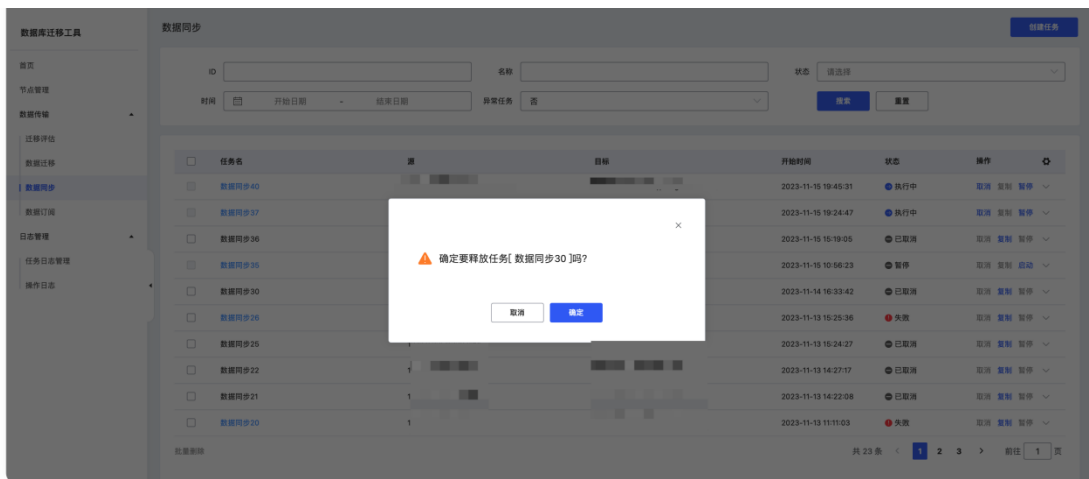 数据库迁移工具
首页
节点管理
数据传输
迁移评估
数据迁移
数据同步
数据订阅
日志管理
任务日志管理
操作日志
数据同步 创建任务
ID 名称 状态 请选择
时间 开始日期 - 结束日期 异常任务 否 搜索 重置
任务名 源 目标 开始时间 状态 操作
数据同步40 2023-11-15 19:45:31 执行中 取消 复制 暂停
数据同步37 2023-11-15 19:24:47 执行中 取消 复制 暂停
数据同步36 2023-11-15 15:19:05 已取消 取消 复制 暂停
数据同步35 2023-11-15 10:56:23 暂停 取消 复制 启动
数据同步30 2023-11-14 16:33:42 已取消 取消 复制 暂停
数据同步26 2023-11-13 15:25:36 失败 取消 复制 暂停
数据同步25 1 2023-11-13 15:24:27 已取消 取消 复制 暂停
数据同步22 1 2023-11-13 14:27:17 已取消 取消 复制 暂停
数据同步21 1 2023-11-13 14:22:08 已取消 取消 复制 暂停
数据同步20 1 2023-11-13 11:11:03 失败 取消 复制 暂停
确定要释放任务[ 数据同步30 ]吗?
取消 确定
批量删除 共 23 条 < 1 2 3 > 前往 1 页